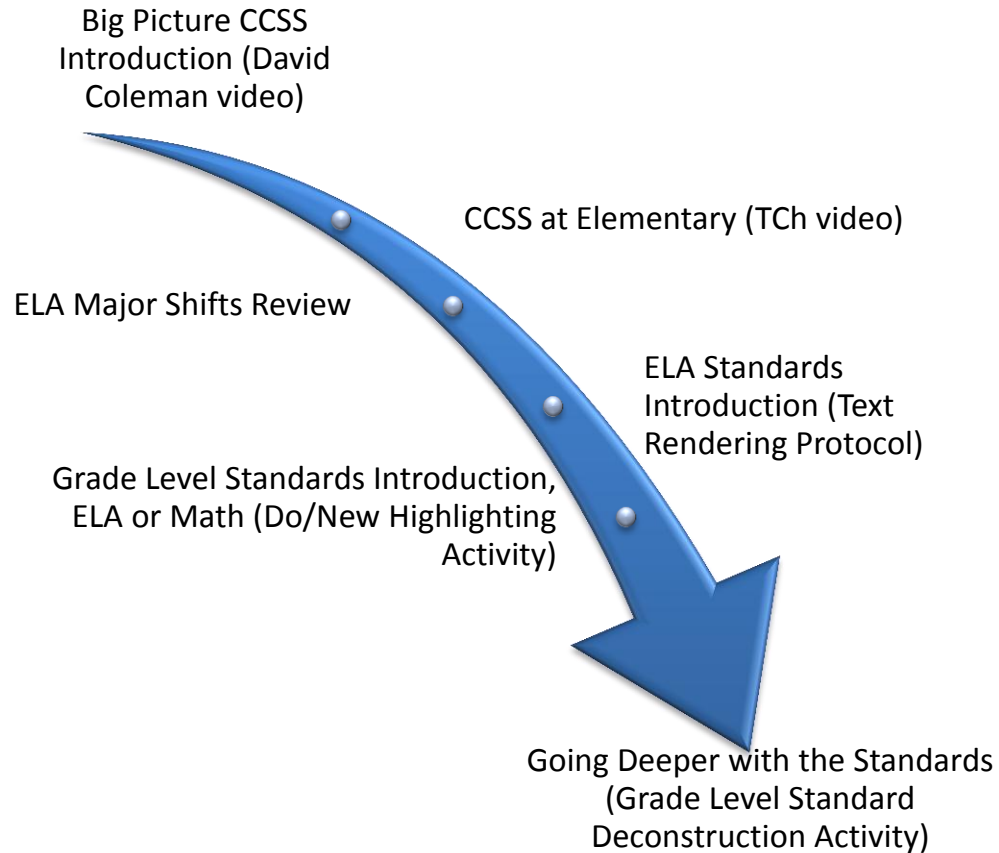 Big Picture CCSS
Introduction (David
Coleman video)
CCSS at Elementary (TCh video)
ELA Major Shifts Review
ELA Standards
Introduction (Text
Rendering Protocol)
Grade Level Standards Introduction,
ELA or Math (Do/New Highlighting
Activity)
Going Deeper with the Standards
(Grade Level Standard
Deconstruction Activity)